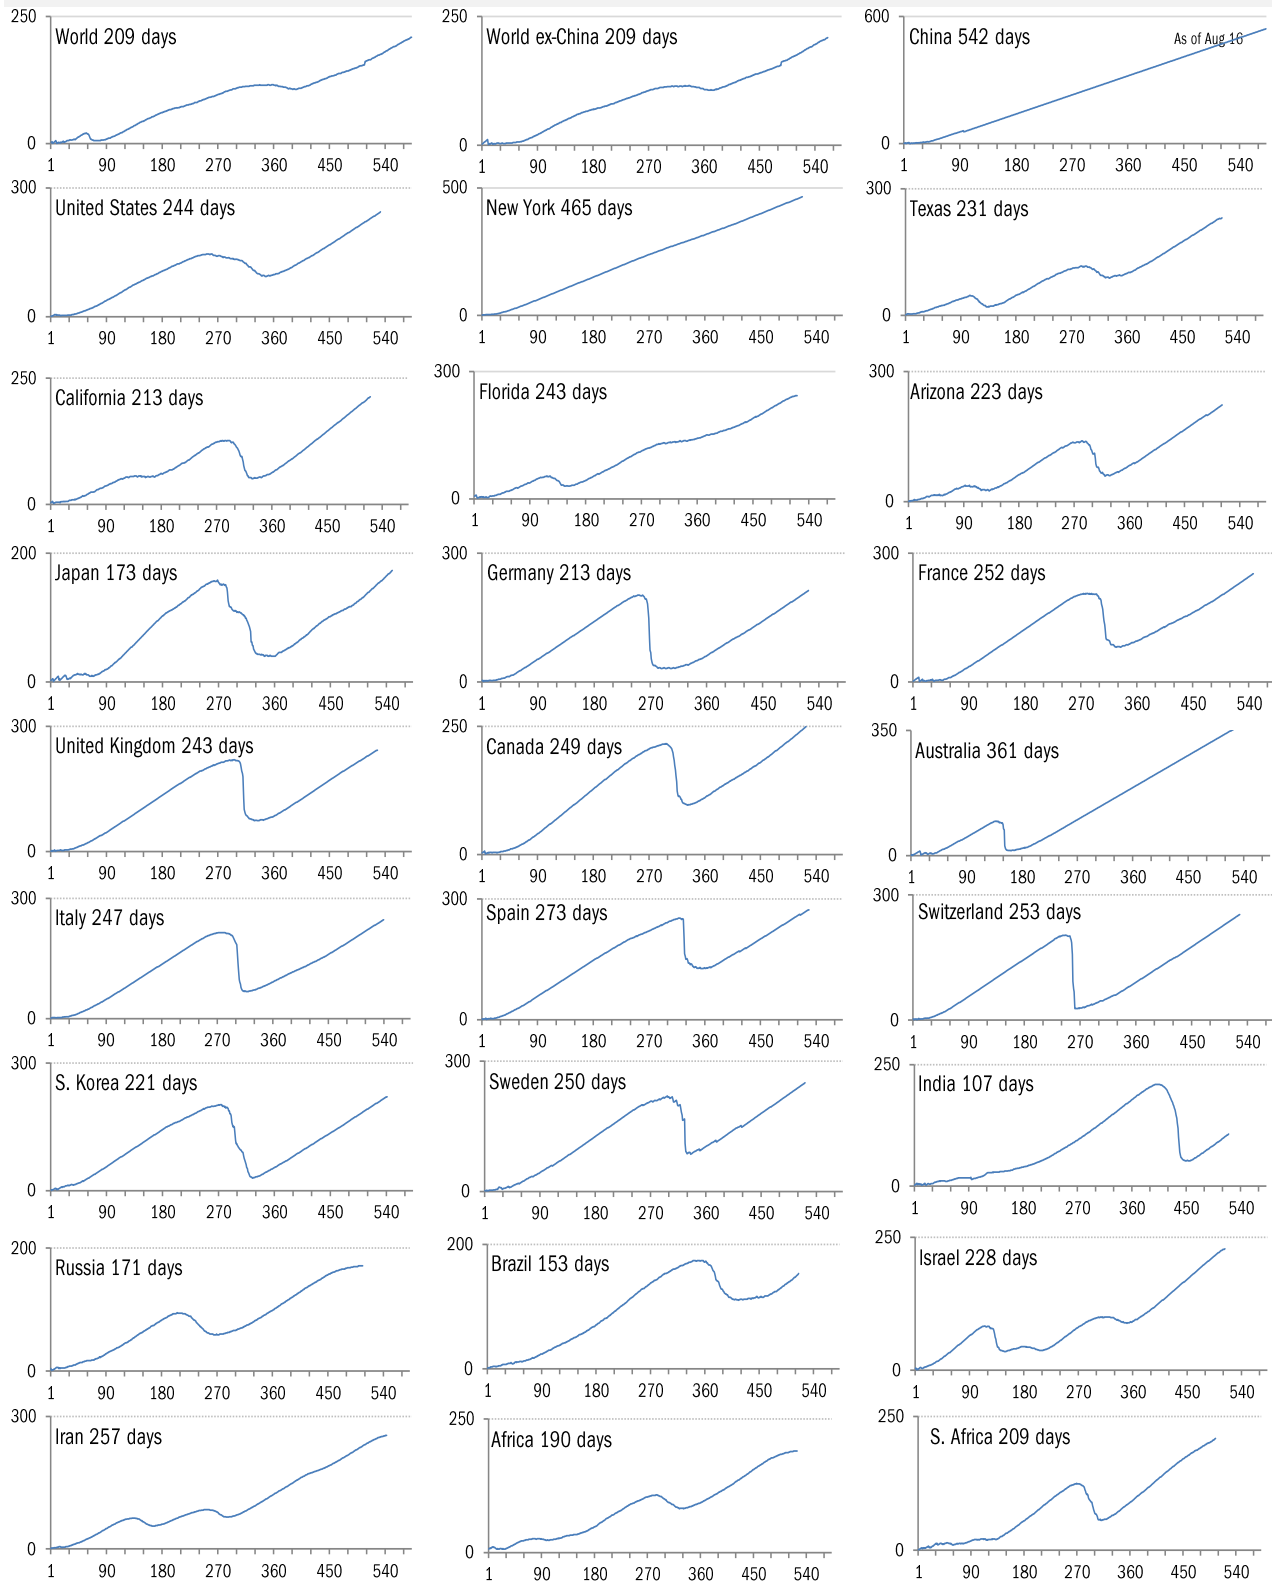 250 250 600
World 209 days World ex-China 209 days China 542 days As of Aug 16
0 0 0
1 90 180 270 360 450 540 1 90 180 270 360 450 540 1 90 180 270 360 450 540
300 500 300
United States 244 days New York 465 days Texas 231 days
0 0 0
1 90 180 270 360 450 540 1 90 180 270 360 450 540 1 90 180 270 360 450 540
250 300 300
California 213 days Florida 243 days Arizona 223 days
0 0 0
1 90 180 270 360 450 540 1 90 180 270 360 450 540 1 90 180 270 360 450 540
200 300 300
Japan 173 days Germany 213 days France 252 days
0 0 0
1 90 180 270 360 450 540 1 90 180 270 360 450 540 1 90 180 270 360 450 540
300 250 350
United Kingdom 243 days Canada 249 days Australia 361 days
0 0 0
1 90 180 270 360 450 540 1 90 180 270 360 450 540 1 90 180 270 360 450 540
300 300 300
Italy 247 days Spain 273 days Switzerland 253 days
0 0 0
1 90 180 270 360 450 540 1 90 180 270 360 450 540 1 90 180 270 360 450 540
300 300 250
S. Korea 221 days Sweden 250 days India 107 days
0 0 0
1 90 180 270 360 450 540 1 90 180 270 360 450 540 1 90 180 270 360 450 540
200 200 250
Russia 171 days Brazil 153 days Israel 228 days
0 0 0
1 90 180 270 360 450 540 1 90 180 270 360 450 540 1 90 180 270 360 450 540
300 250 250
Iran 257 days Africa 190 days S. Africa 209 days
0 0 0
1 90 180 270 360 450 540 1 90 180 270 360 450 540 1 90 180 270 360 450 540